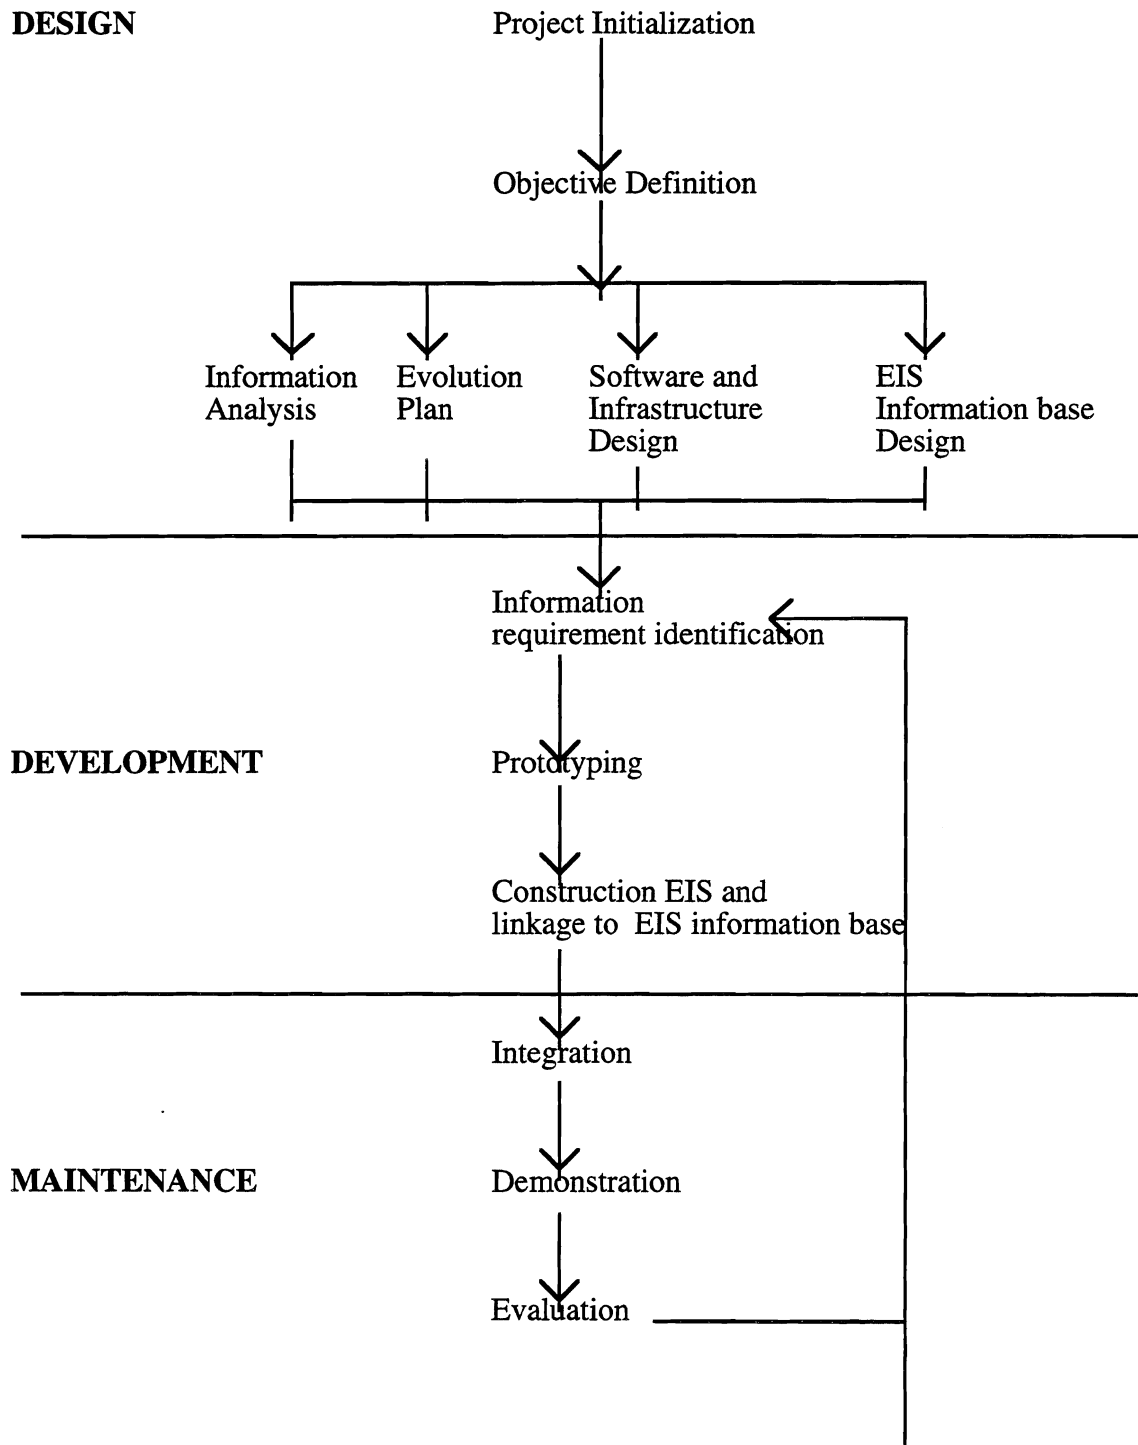 DESIGN
Project Initialization
Objective Definition
Information Analysis
Evolution Plan
Software and Infrastructure Design
EIS Information base Design
Information
requirement identification
DEVELOPMENT
Prototyping
Construction EIS and
linkage to EIS information base
Integration
MAINTENANCE
Demonstration
Evaluation